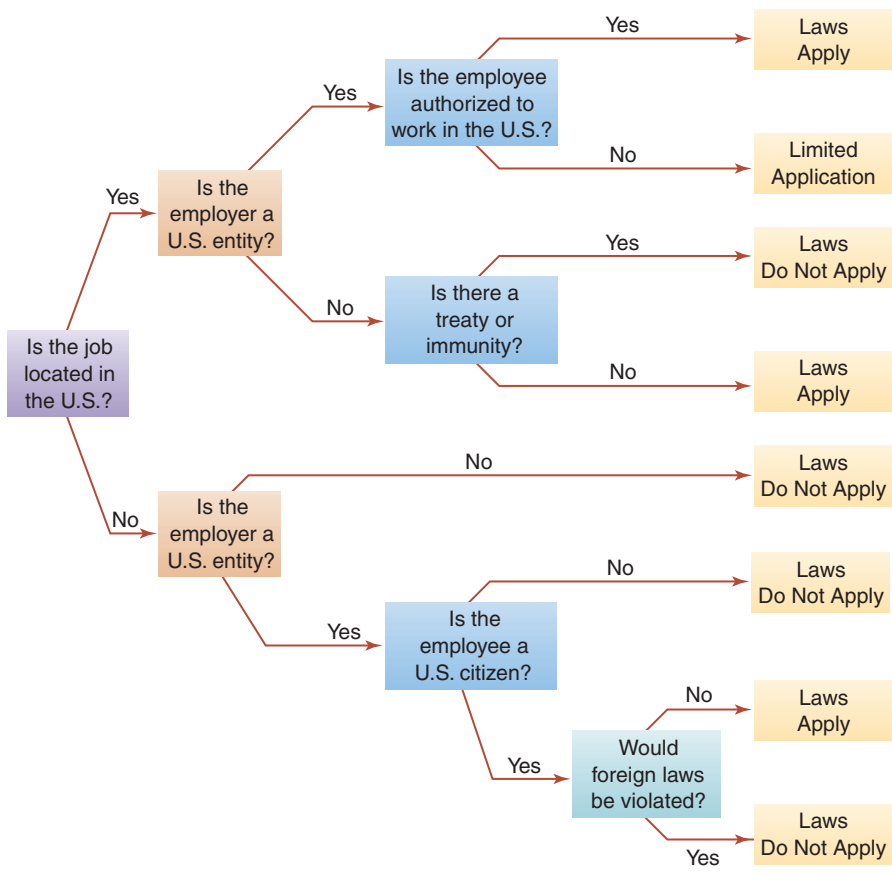 Yes
Laws
Apply
Is the employee
authorized to
work in the U.S.?
Yes
No
Limited
Application
Is the
employer a
U.S. entity?
Yes
Yes
Laws
Do Not Apply
Is there a
treaty or
immunity?
No
No
Laws
Apply
Is the job
located in
the U.S.?
No
Laws
Do Not Apply
Is the
employer a
U.S. entity?
No
No
Laws
Do Not Apply
Is the
employee a
U.S. citizen?
Yes
No
Laws
Apply
Would
foreign laws
be violated?
Yes
Yes
Laws
Do Not Apply